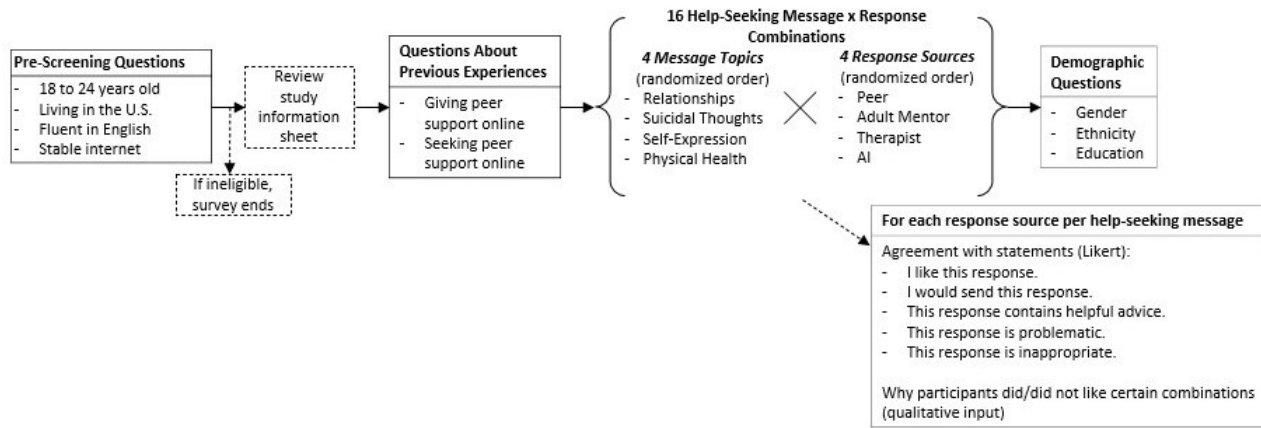 Pre-Screening Questions
- 18 to 24 years old
- Living in the U.S.
- Fluent in English
- Stable internet
If ineligible,
survey ends
Review
study
information
sheet
Questions About
Previous Experiences
- Giving peer
support online
- Seeking peer
support online
16 Help-Seeking Message x Response
Combinations
4 Message Topics
(randomized order)
- Relationships
- Suicidal Thoughts
- Self-Expression
- Physical Health
4 Response Sources
(randomized order)
- Peer
- Adult Mentor
- Therapist
- AI
Demographic
Questions
- Gender
- Ethnicity
- Education
For each response source per help-seeking message
Agreement with statements (Likert):
- I like this response.
- I would send this response.
- This response contains helpful advice.
- This response is problematic.
- This response is inappropriate.
Why participants did/did not like certain combinations
(qualitative input)